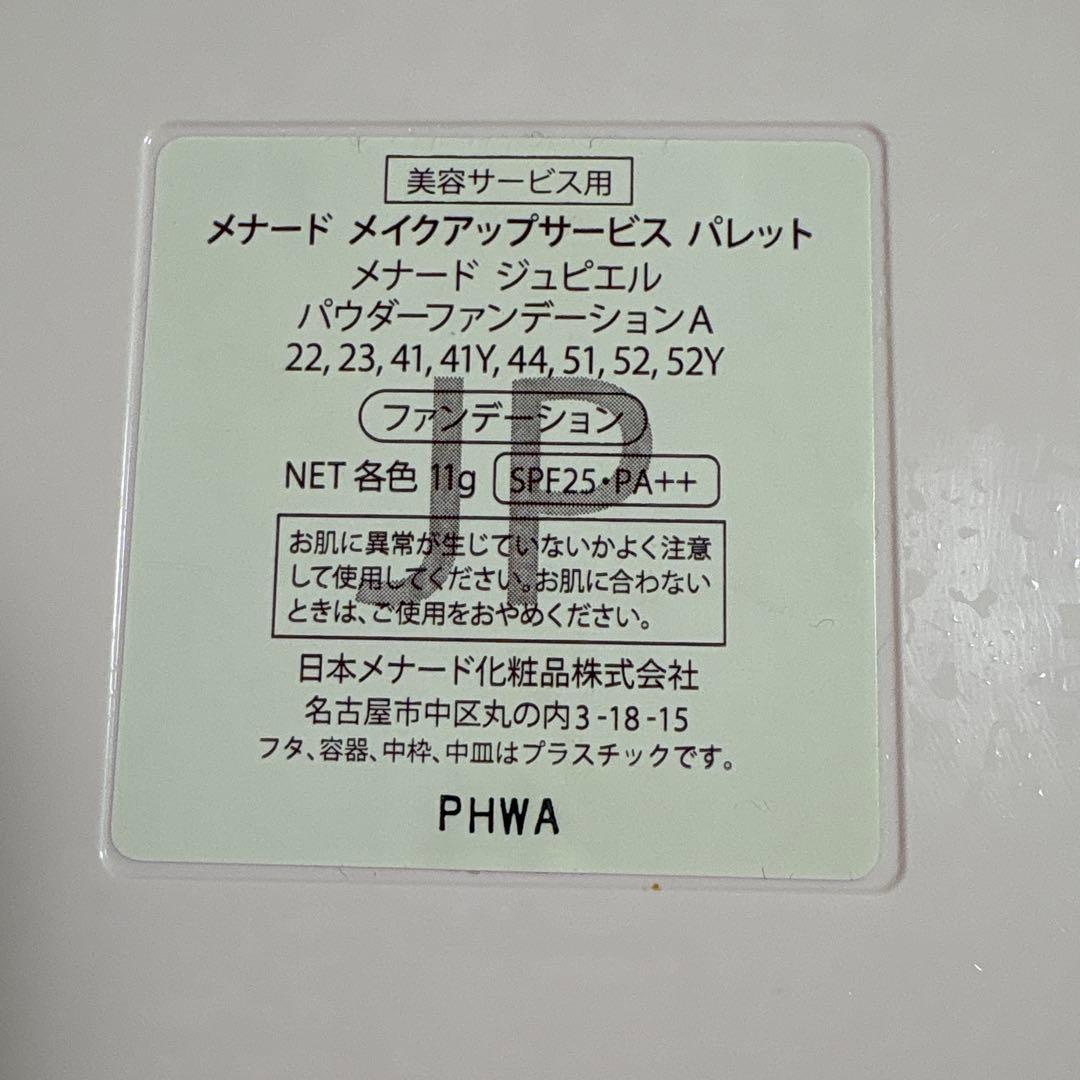 美容サービス用
メナード メイクアップサービス パレット
メナード ジュピエル
パウダーファンデーションA
22, 23, 41, 41Y, 44, 51, 52, 52Y
ファンデーション
NET 各色 11g SPF25・PA++
JP
お肌に異常が生じていないかよく注意
して使用してください。お肌に合わない
ときは、ご使用をおやめください。
日本メナード化粧品株式会社
名古屋市中区丸の内3-18-15
フタ、容器、中枠、中皿はプラスチックです。
PHWA